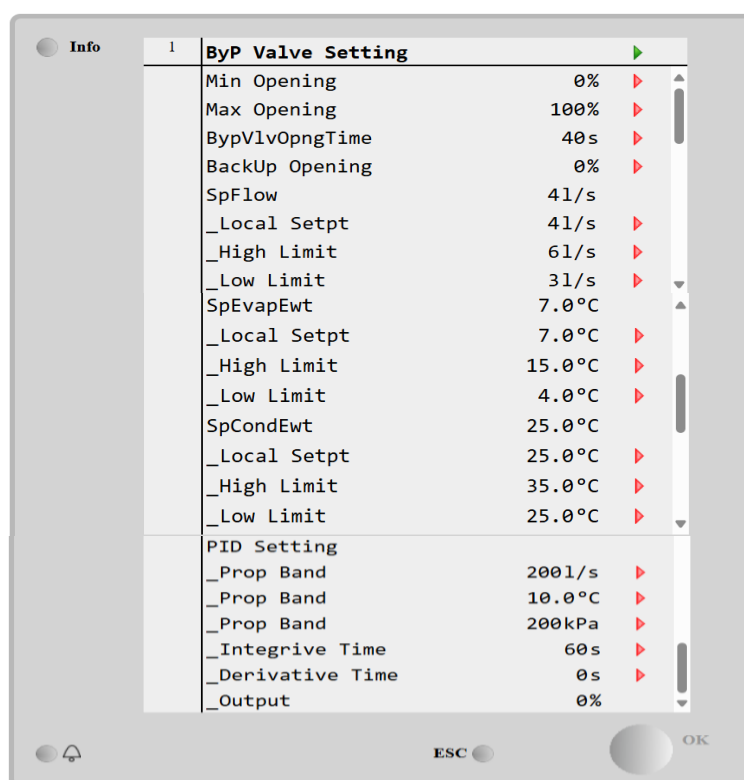 Info
1 ByP Valve Setting
Min Opening 0%
Max Opening 100%
BypVlvOpngTime 40s
BackUp Opening 0%
SpFlow 4l/s
_Local Setpt 4l/s
_High Limit 6l/s
_Low Limit 3l/s
SpEvapEwt 7.0°C
_Local Setpt 7.0°C
_High Limit 15.0°C
_Low Limit 4.0°C
SpCondEwt 25.0°C
_Local Setpt 25.0°C
_High Limit 35.0°C
_Low Limit 25.0°C
PID Setting
_Prop Band 200l/s
_Prop Band 10.0°C
_Prop Band 200kPa
_Integrive Time 60s
_Derivative Time 0s
_Output 0%
ESC
OK